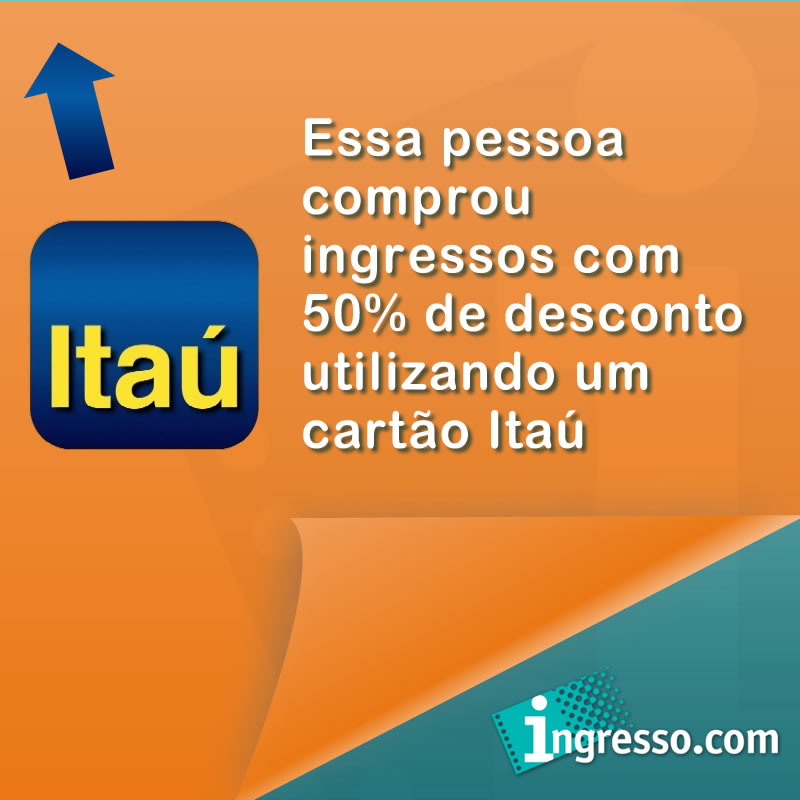 Essa pessoa
comprou
ingressos com
50% de desconto
utilizando um
cartão Itaú
Itaú
ingresso.com